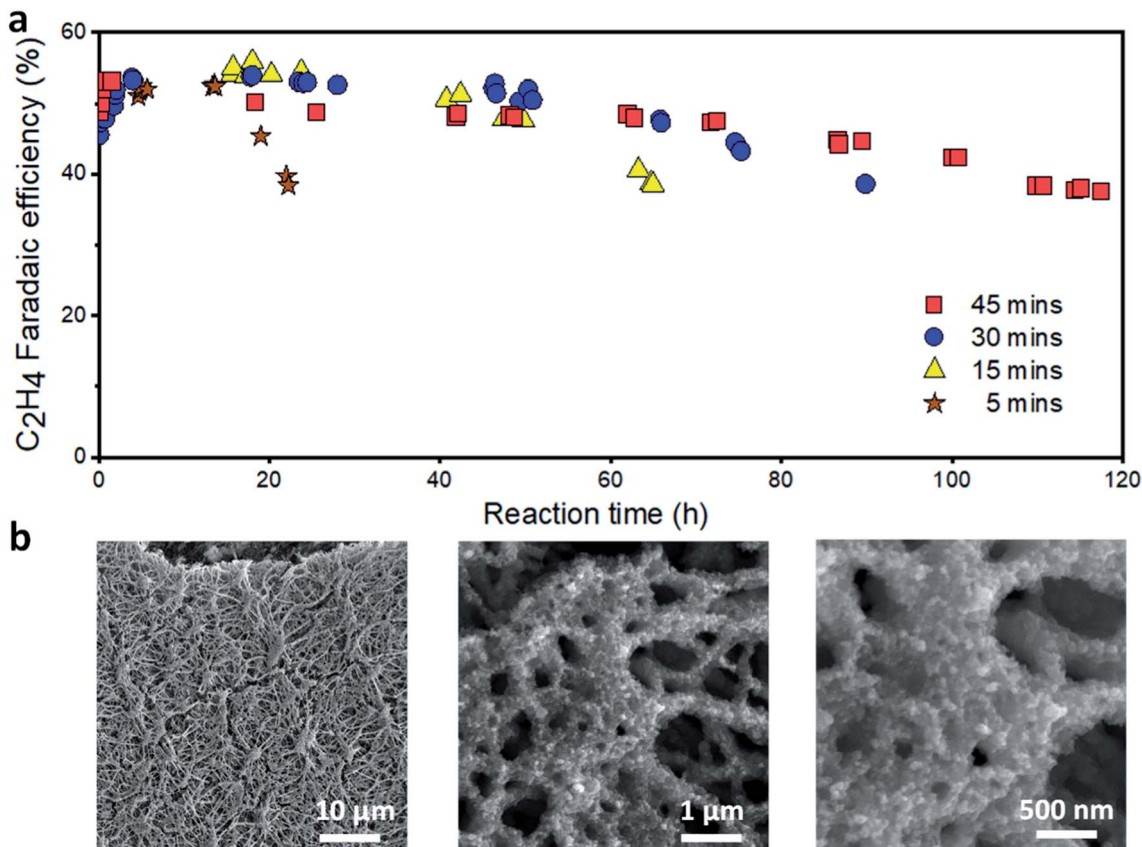 a
C2H4 Faradaic efficiency (%)
60
40
20
0
0 20 40 60 80 100 120
Reaction time (h)
45 mins
30 mins
15 mins
5 mins
b
10 µm
1 µm
500 nm